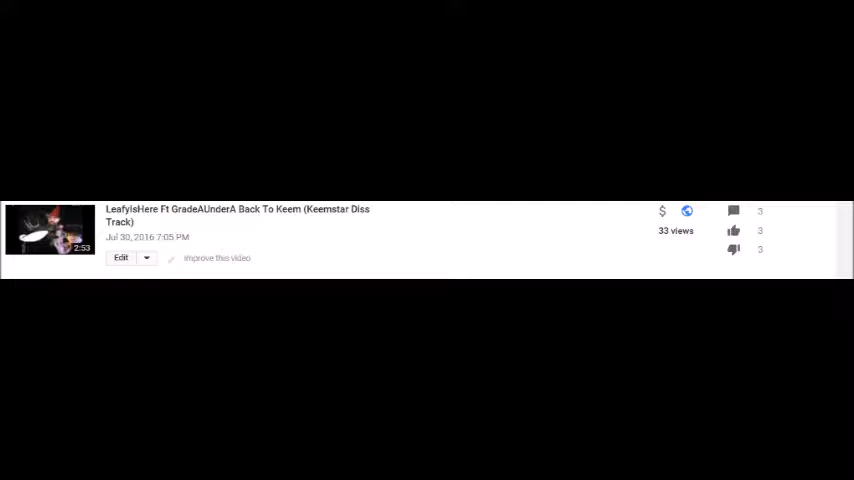 LeafyIsHere Ft GradeAUnderA Back To Keem (Keemstar Diss
Track)
Jul 30, 2016 7:05 PM
2:53
Edit
Improve this video
$
33 views
3
3
3